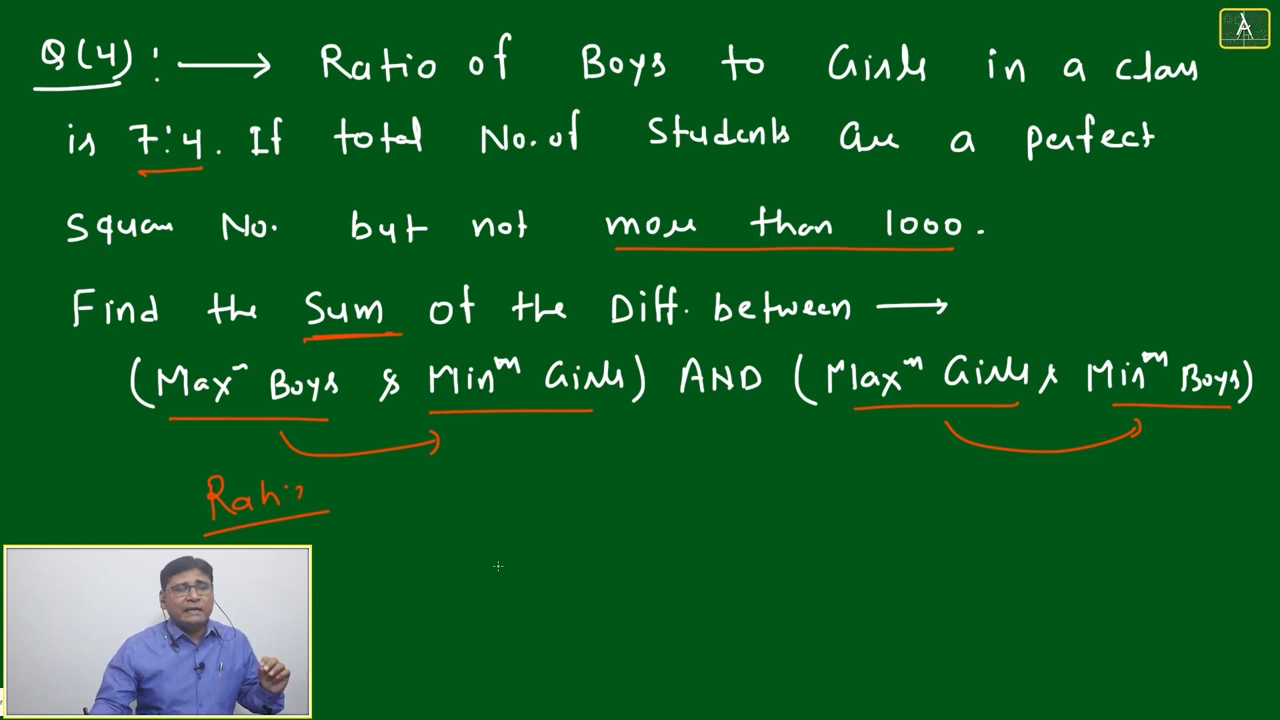 Q(4): → Ratio of Boys to Girls in a class
is 7:4. If total No. of Students are a perfect
square No. but not more than 1000.
Find the Sum of the Diff. between →
(Maxm Boys & Minm Girls) AND (Maxm Girls & Minm Boys)
Ratio